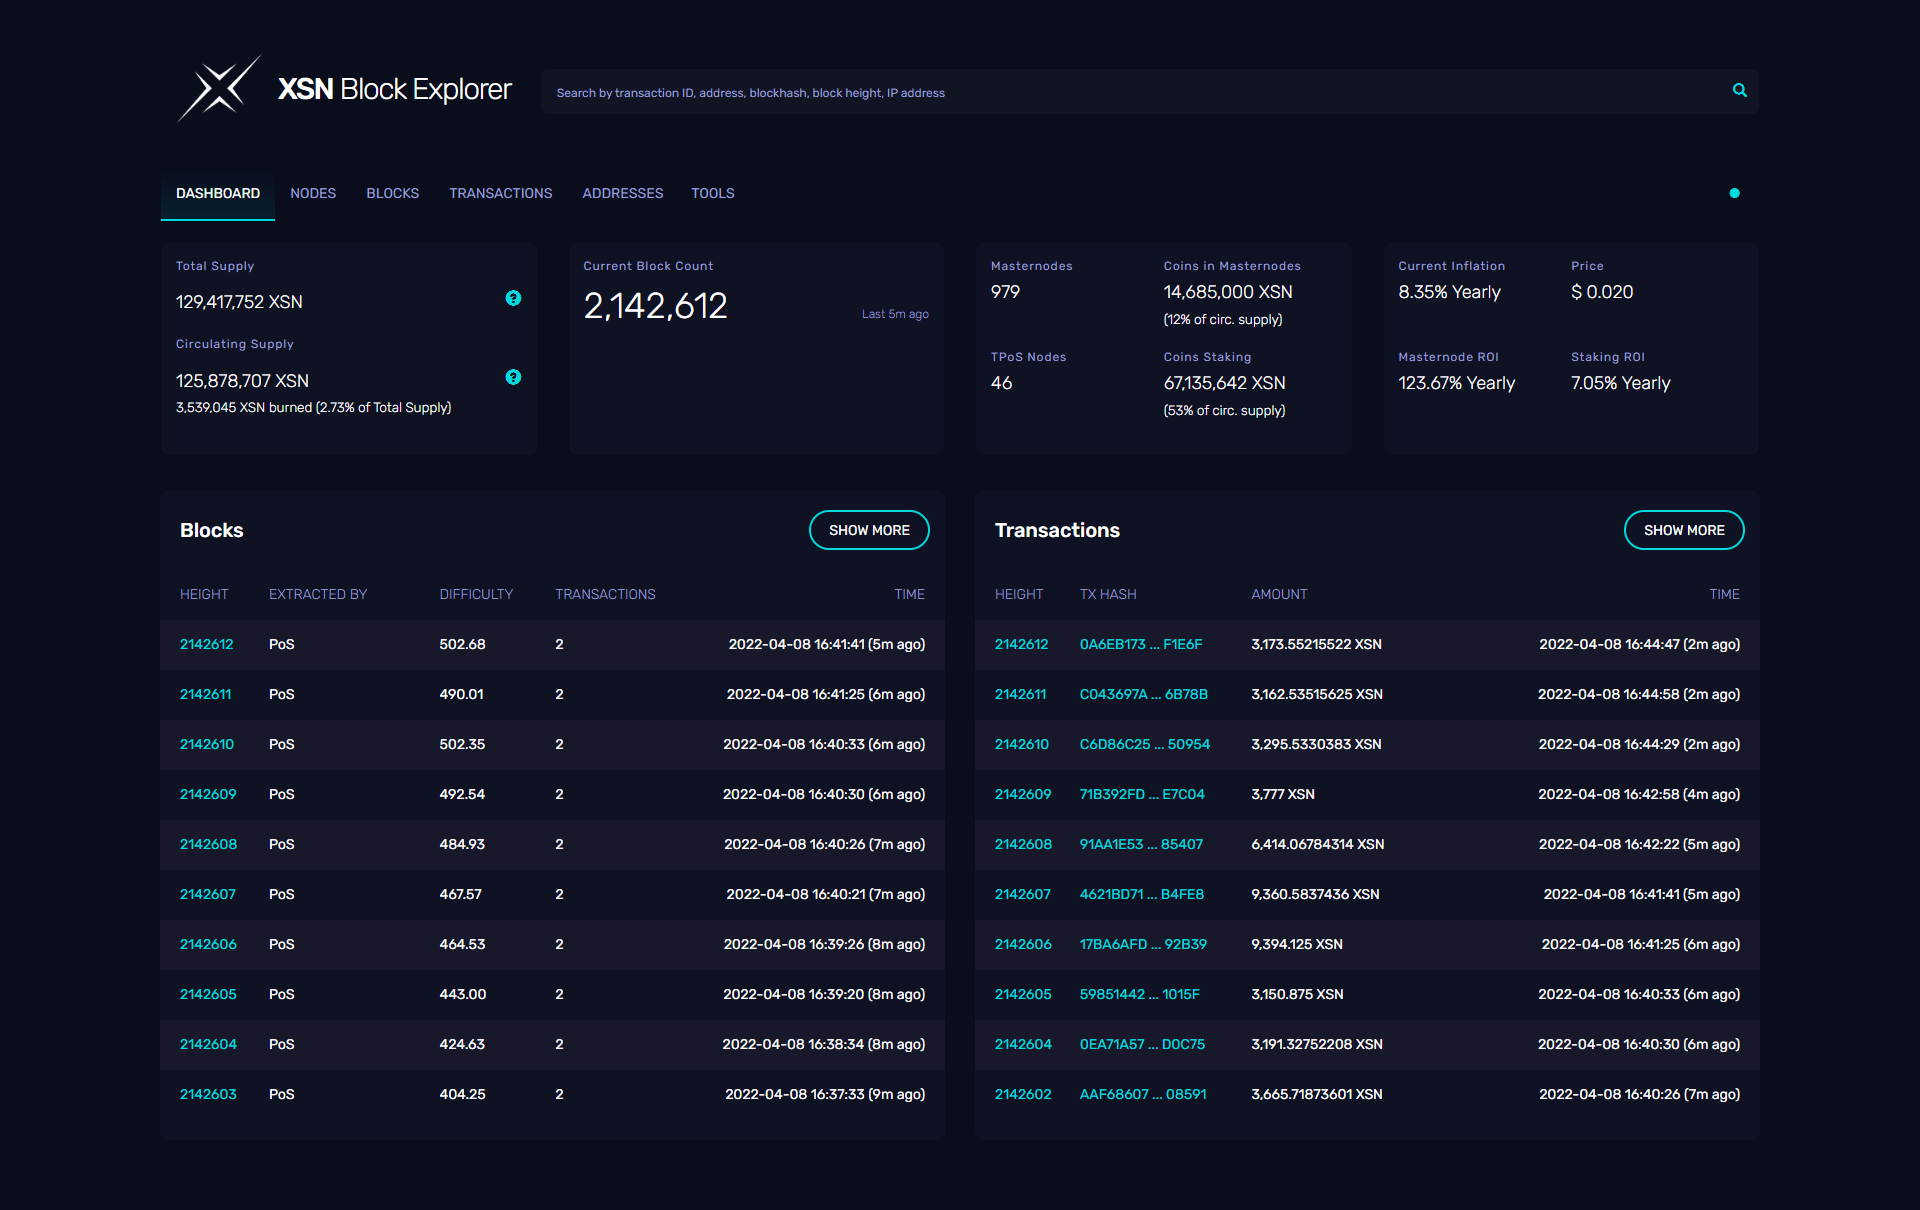 XSN Block Explorer
Search by transaction ID, address, blockhash, block height, IP address
DASHBOARD NODES BLOCKS TRANSACTIONS ADDRESSES TOOLS
Total Supply
129,417,752 XSN
?
Circulating Supply
125,878,707 XSN
?
3,539,045 XSN burned (2.73% of Total Supply)
Current Block Count
2,142,612
Last 5m ago
Masternodes Coins in Masternodes
979 14,685,000 XSN
(12% of circ. supply)
TPoS Nodes Coins Staking
46 67,135,642 XSN
(53% of circ. supply)
Current Inflation Price
8.35% Yearly $ 0.020
Masternode ROI Staking ROI
123.67% Yearly 7.05% Yearly
Blocks SHOW MORE
HEIGHT EXTRACTED BY DIFFICULTY TRANSACTIONS TIME
2142612 PoS 502.68 2 2022-04-08 16:41:41 (5m ago)
2142611 PoS 490.01 2 2022-04-08 16:41:25 (6m ago)
2142610 PoS 502.35 2 2022-04-08 16:40:33 (6m ago)
2142609 PoS 492.54 2 2022-04-08 16:40:30 (6m ago)
2142608 PoS 484.93 2 2022-04-08 16:40:26 (7m ago)
2142607 PoS 467.57 2 2022-04-08 16:40:21 (7m ago)
2142606 PoS 464.53 2 2022-04-08 16:39:26 (8m ago)
2142605 PoS 443.00 2 2022-04-08 16:39:20 (8m ago)
2142604 PoS 424.63 2 2022-04-08 16:38:34 (8m ago)
2142603 PoS 404.25 2 2022-04-08 16:37:33 (9m ago)
Transactions SHOW MORE
HEIGHT TX HASH AMOUNT TIME
2142612 0A6EB173 ... F1E6F 3,173.55215522 XSN 2022-04-08 16:44:47 (2m ago)
2142611 C043697A ... 6B78B 3,162.53515625 XSN 2022-04-08 16:44:58 (2m ago)
2142610 C6D86C25 ... 50954 3,295.5330383 XSN 2022-04-08 16:44:29 (2m ago)
2142609 71B392FD ... E7C04 3,777 XSN 2022-04-08 16:42:58 (4m ago)
2142608 91AA1E53 ... 85407 6,414.06784314 XSN 2022-04-08 16:42:22 (5m ago)
2142607 4621BD71 ... B4FE8 9,360.5837436 XSN 2022-04-08 16:41:41 (5m ago)
2142606 17BA6AFD ... 92B39 9,394.125 XSN 2022-04-08 16:41:25 (6m ago)
2142605 59851442 ... 1015F 3,150.875 XSN 2022-04-08 16:40:33 (6m ago)
2142604 0EA71A57 ... D0C75 3,191.32752208 XSN 2022-04-08 16:40:30 (6m ago)
2142602 AAF68607 ... 08591 3,665.71873601 XSN 2022-04-08 16:40:26 (7m ago)